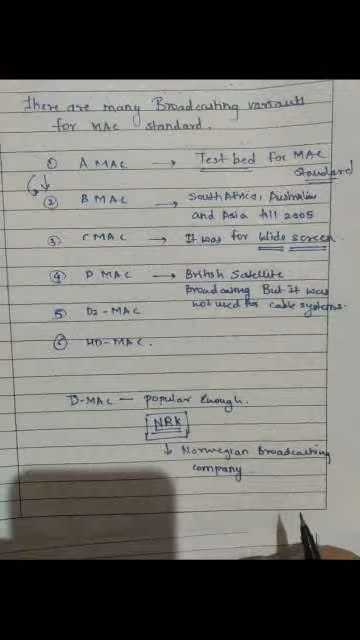 There are many Broadcasting variants
for MAC standard.
① A MAC → Test bed for MAC
Standard
② B MAC → South Africa, Australia
and Asia till 2005
③ C MAC → It was for Wide screen
④ D MAC → British Satellite
Broadcasing But it was
not used for cable systems.
5) D2-MAC
⑥ HD-MAC.
D-MAC — popular Enough.
NRK
↓ Norwegian Broadcasting
company